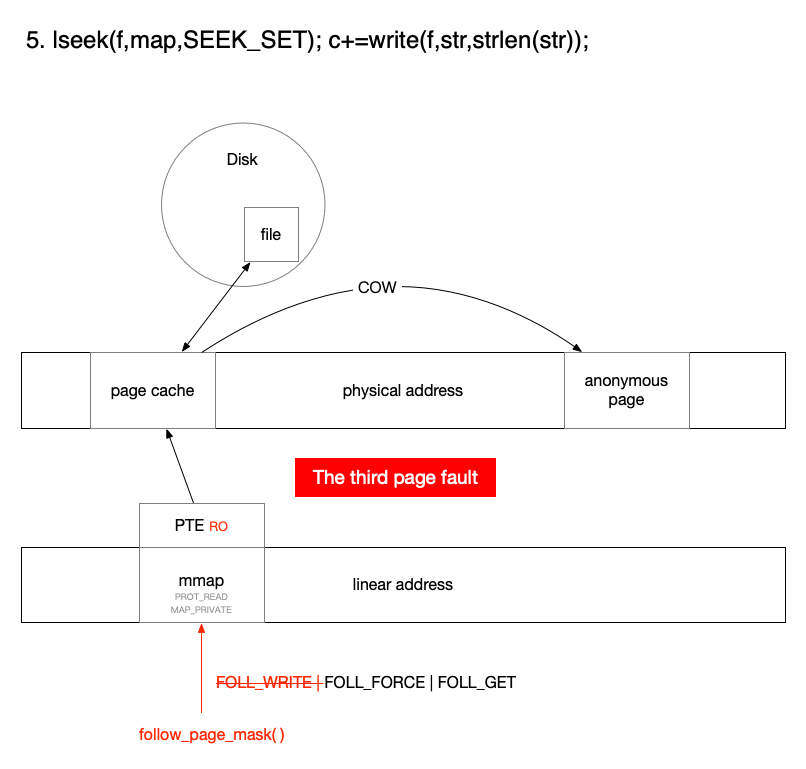 5. lseek(f,map,SEEK_SET); c+=write(f,str,strlen(str));
Disk
file
COW
page cache
physical address
anonymous
page
The third page fault
PTE RO
mmap
PROT_READ
MAP_PRIVATE
linear address
FOLL_WRITE | FOLL_FORCE | FOLL_GET
follow_page_mask()